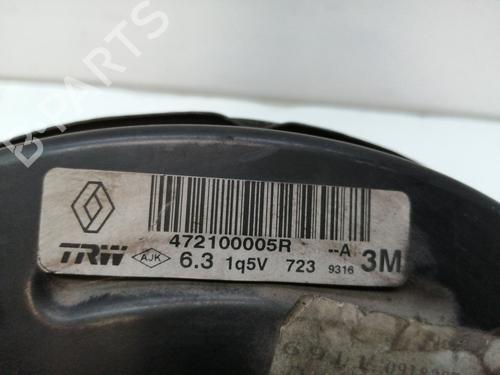 B-PARTS
472100005R --A
TRW AJK 6.3 1q5V 723 9316 3M